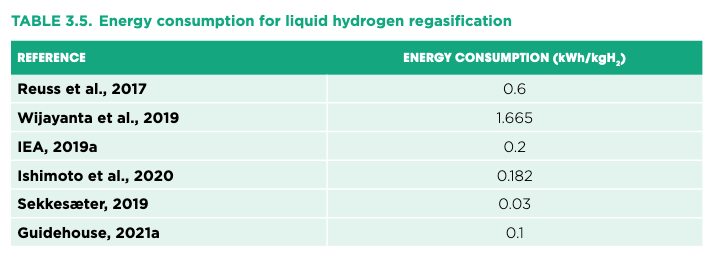 TABLE 3.5. Energy consumption for liquid hydrogen regasification
REFERENCE ENERGY CONSUMPTION (kWh/kgH₂)
Reuss et al., 2017 0.6
Wijayanta et al., 2019 1.665
IEA, 2019a 0.2
Ishimoto et al., 2020 0.182
Sekkesæter, 2019 0.03
Guidehouse, 2021a 0.1